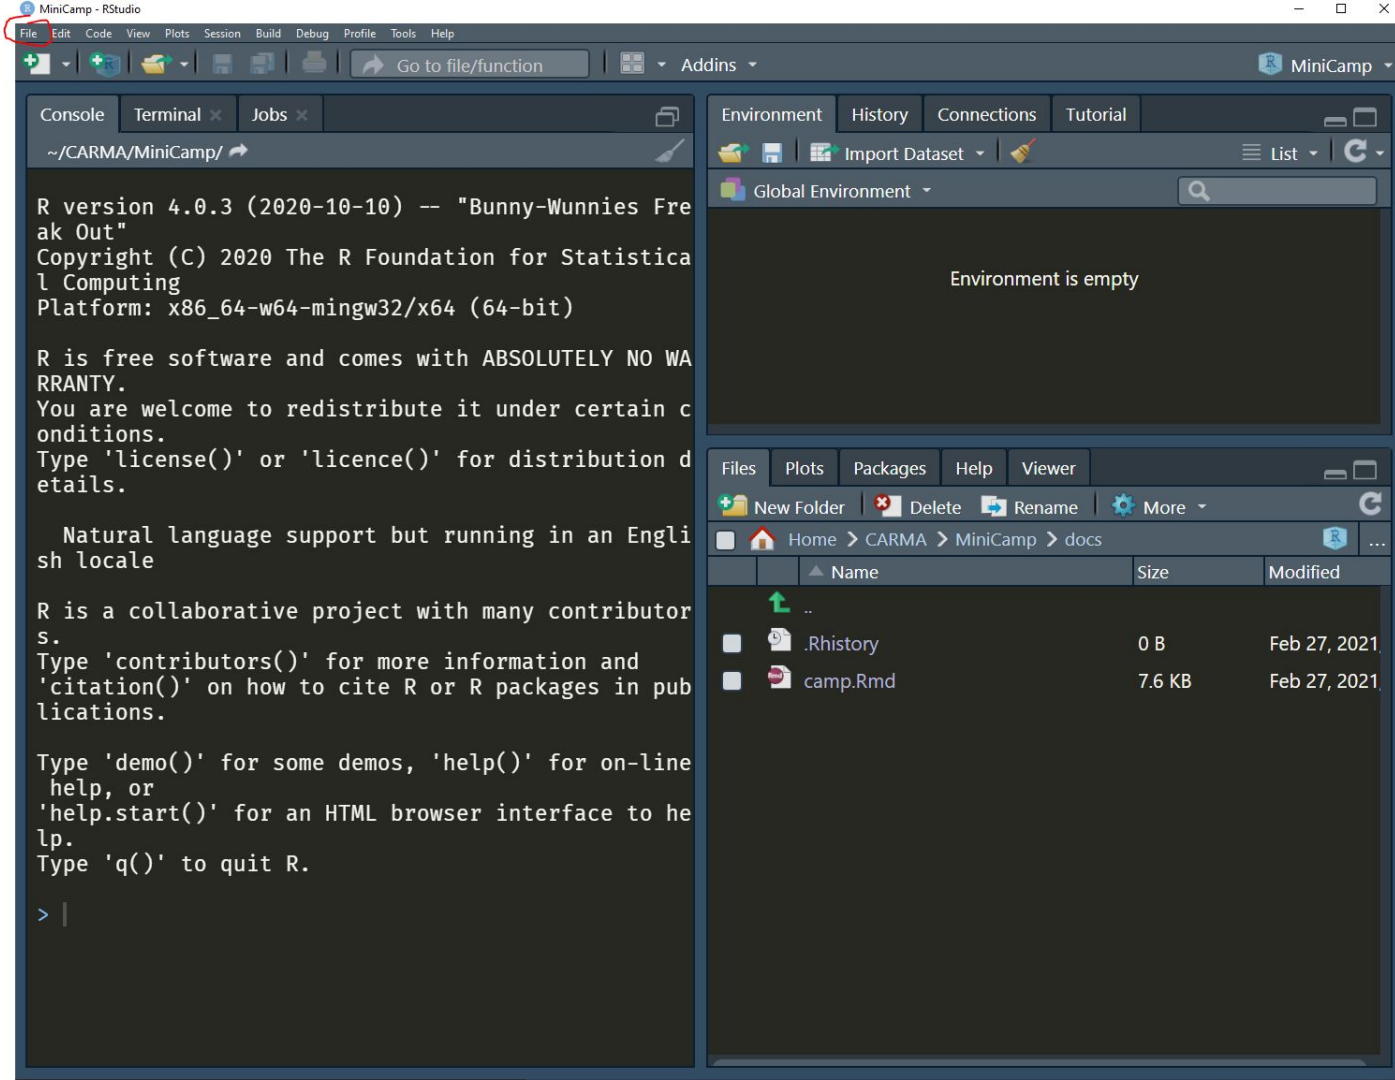 MiniCamp - RStudio
File Edit Code View Plots Session Build Debug Profile Tools Help
Go to file/function Addins MiniCamp
Console Terminal Jobs
~/CARMA/MiniCamp/
R version 4.0.3 (2020-10-10) -- "Bunny-Wunnies Fre
ak Out"
Copyright (C) 2020 The R Foundation for Statistica
l Computing
Platform: x86_64-w64-mingw32/x64 (64-bit)
R is free software and comes with ABSOLUTELY NO WA
RRANTY.
You are welcome to redistribute it under certain c
onditions.
Type 'license()' or 'licence()' for distribution d
etails.
Natural language support but running in an Engli
sh locale
R is a collaborative project with many contributor
s.
Type 'contributors()' for more information and
'citation()' on how to cite R or R packages in pub
lications.
Type 'demo()' for some demos, 'help()' for on-line
help, or
'help.start()' for an HTML browser interface to he
lp.
Type 'q()' to quit R.
>
Environment History Connections Tutorial
Import Dataset List
Global Environment
Environment is empty
Files Plots Packages Help Viewer
New Folder Delete Rename More
Home > CARMA > MiniCamp > docs ...
Name Size Modified
..
.Rhistory 0 B Feb 27, 2021,
camp.Rmd 7.6 KB Feb 27, 2021,